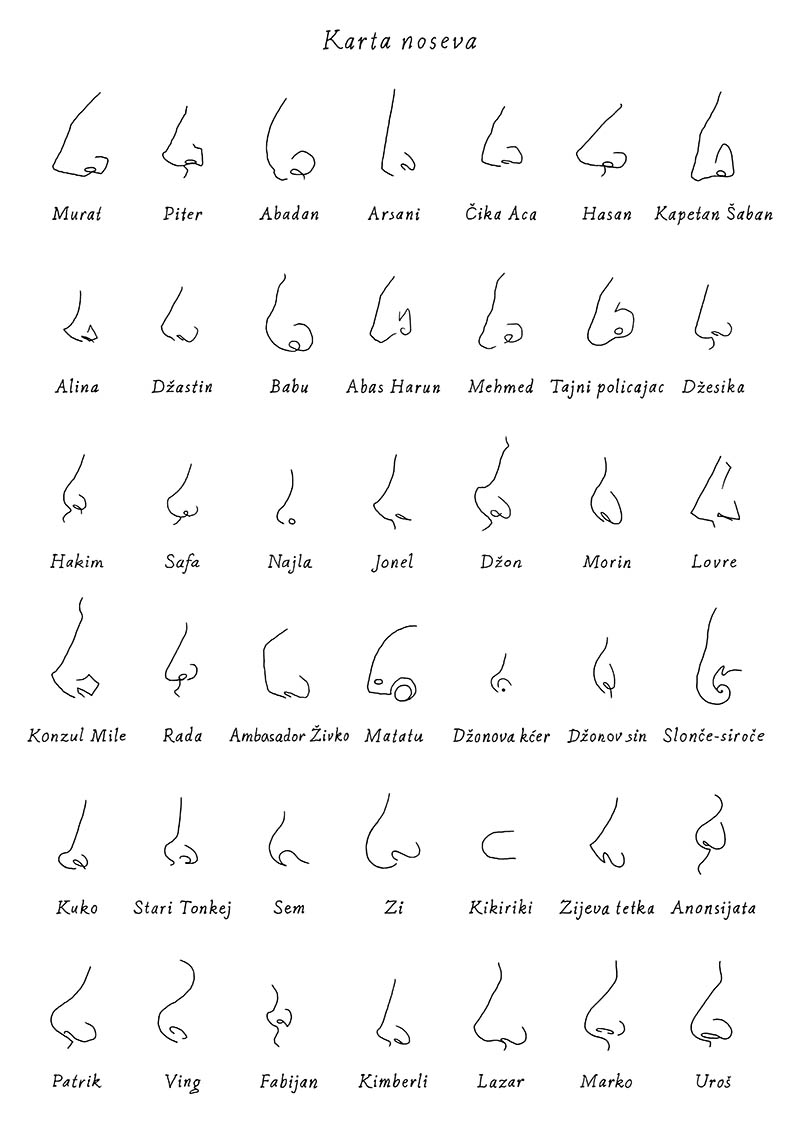 Karta noseva
Murat Piter Abadan Arsani Čika Aca Hasan Kapetan Šaban
Alina Džastin Babu Abas Harun Mehmed Tajni policajac Džesika
Hakim Safa Najla Jonel Džon Morin Lovre
Konzul Mile Rada Ambasador Živko Matatu Džonova kćer Džonov sin Slonče-siroče
Kuko Stari Tonkej Sem Zi Kikiriki Zijeva tetka Anonsijata
Patrik Ving Fabijan Kimberli Lazar Marko Uroš